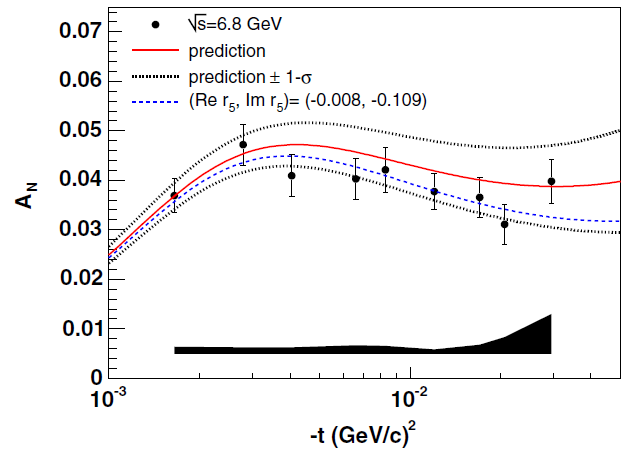 0.07
0.06
0.05
0.04
0.03
0.02
0.01
0
A_N
√s=6.8 GeV
prediction
prediction ± 1-σ
(Re r₅, Im r₅)= (-0.008, -0.109)
10⁻³
10⁻²
-t (GeV/c)²